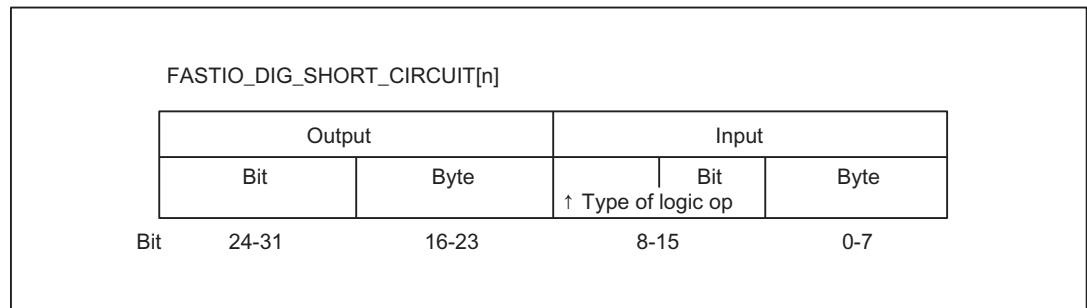 FASTIO_DIG_SHORT_CIRCUIT[n]
Output Input
Bit Byte Bit Byte
↑ Type of logic op
Bit 24-31 16-23 8-15 0-7